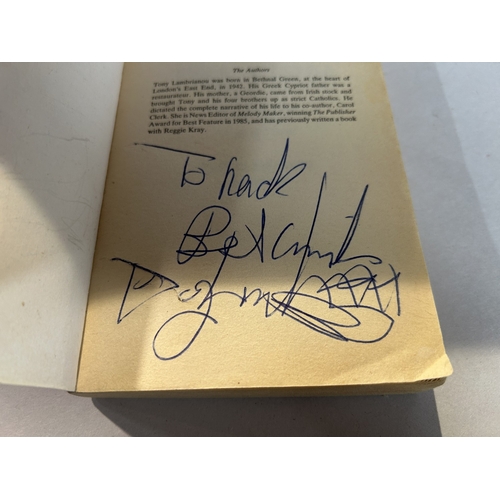 The Authors
Tony Lambrianou was born in Bethnal Green, at the heart of
London's East End, in 1942. His Greek Cypriot father was a
restaurateur. His mother, a Geordie, came from Irish stock and
brought Tony and his four brothers up as strict Catholics. He
dictated the complete narrative of his life to his co-author, Carol
Clerk. She is News Editor of Melody Maker, winning The Publisher
Award for Best Feature in 1985, and has previously written a book
with Reggie Kray.
To
Best